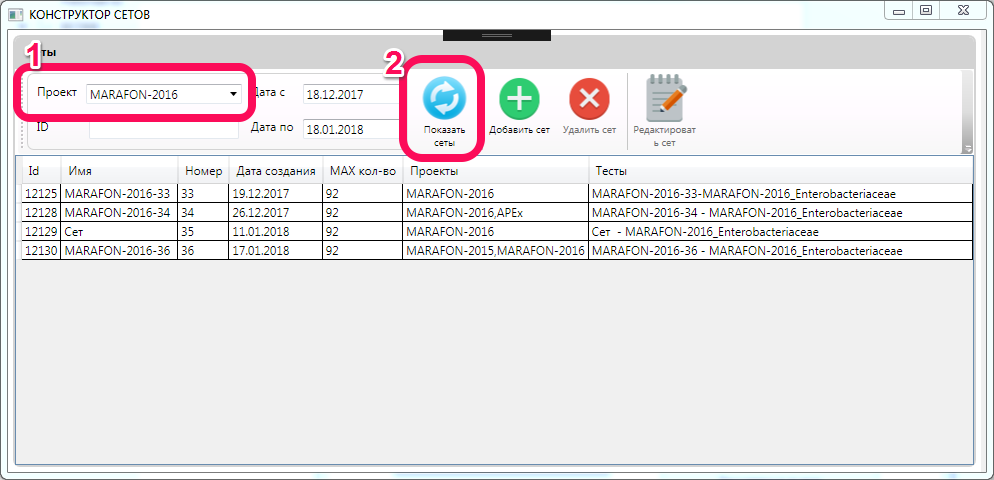 КОНСТРУКТОР СЕТОВ
1
ты
2
Проект MARAFON-2016 Дата с 18.12.2017
ID Дата по 18.01.2018
Показать сеты
Добавить сет
Удалить сет
Редактироват
ь сет
Id Имя Номер Дата создания MAX кол-во Проекты Тесты
12125 MARAFON-2016-33 33 19.12.2017 92 MARAFON-2016 MARAFON-2016-33-MARAFON-2016_Enterobacteriaceae
12128 MARAFON-2016-34 34 26.12.2017 92 MARAFON-2016,APEx MARAFON-2016-34 - MARAFON-2016_Enterobacteriaceae
12129 Сет 35 11.01.2018 92 MARAFON-2016 Сет - MARAFON-2016_Enterobacteriaceae
12130 MARAFON-2016-36 36 17.01.2018 92 MARAFON-2015,MARAFON-2016 MARAFON-2016-36 - MARAFON-2016_Enterobacteriaceae